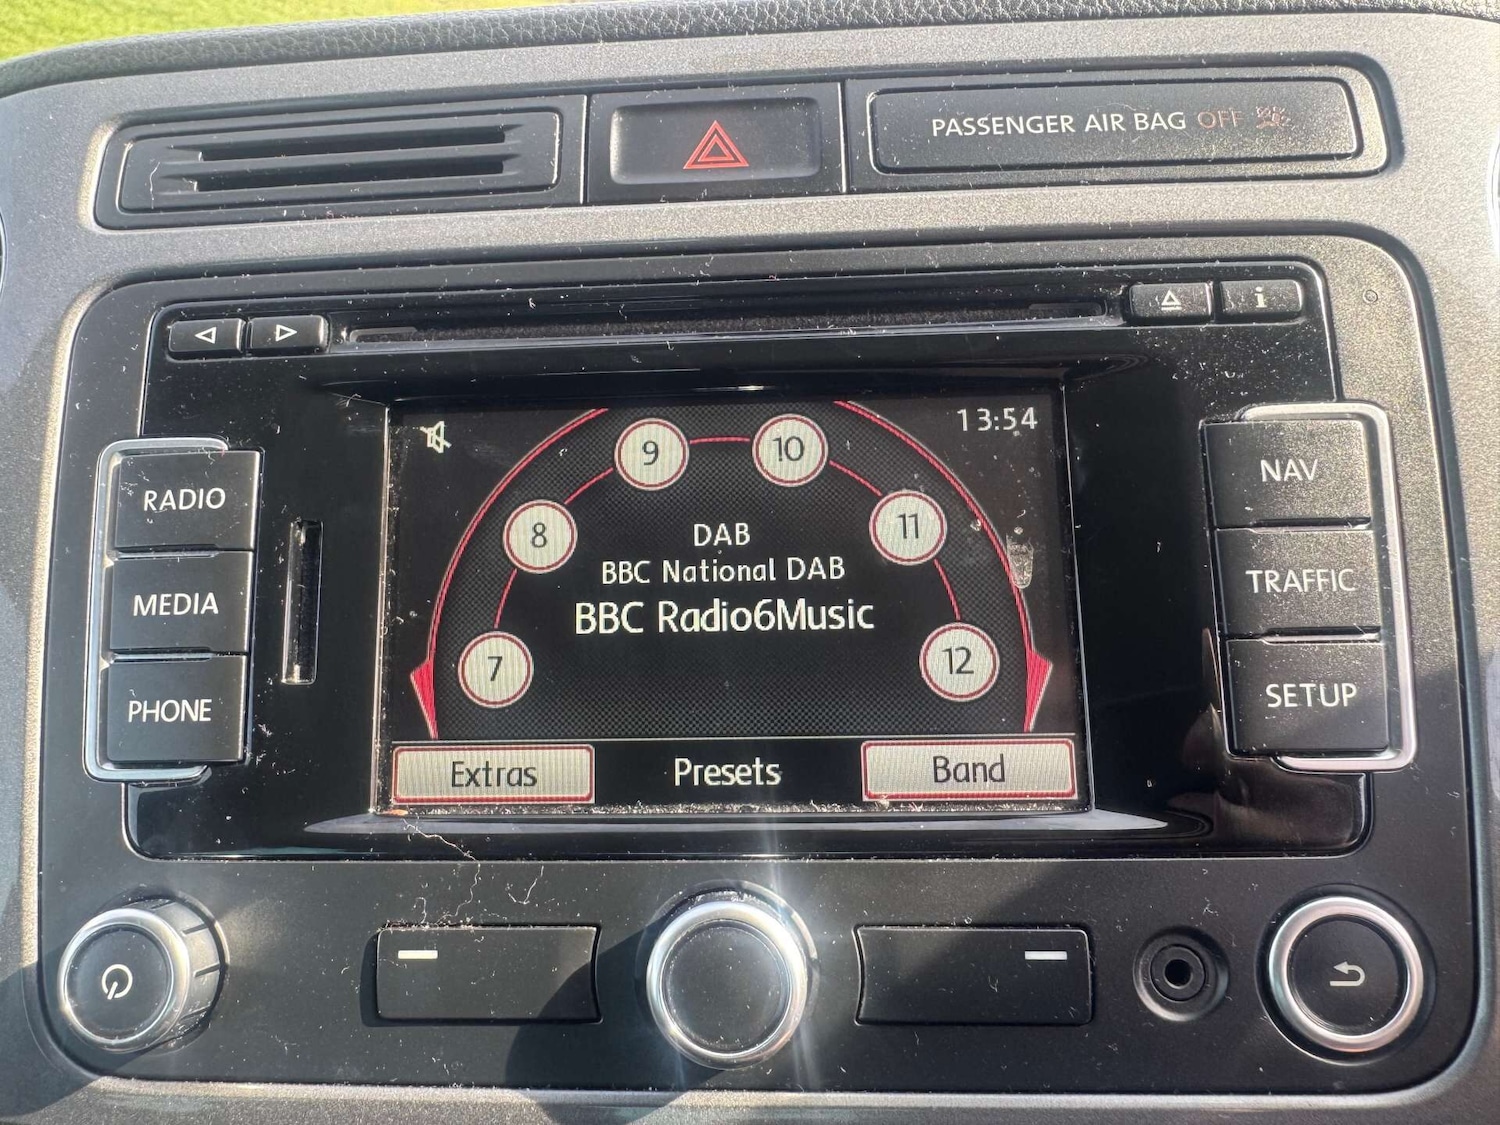 PASSENGER AIR BAG OFF
i
13:54
9
10
8
11
7
12
DAB
BBC National DAB
BBC Radio6Music
Extras
Presets
Band
RADIO
MEDIA
PHONE
NAV
TRAFFIC
SETUP